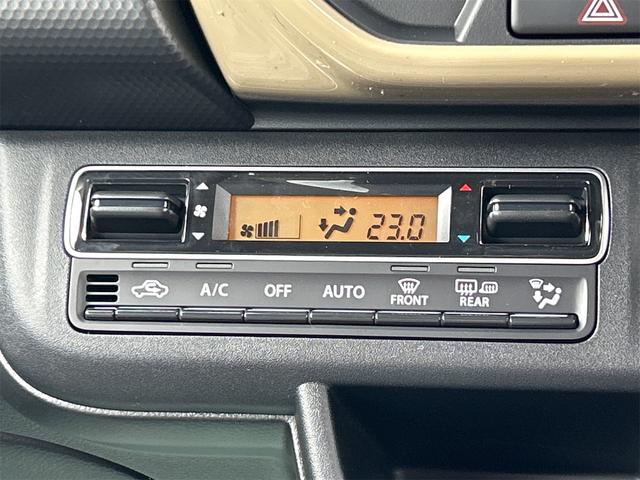 23.0
A/C OFF AUTO FRONT REAR